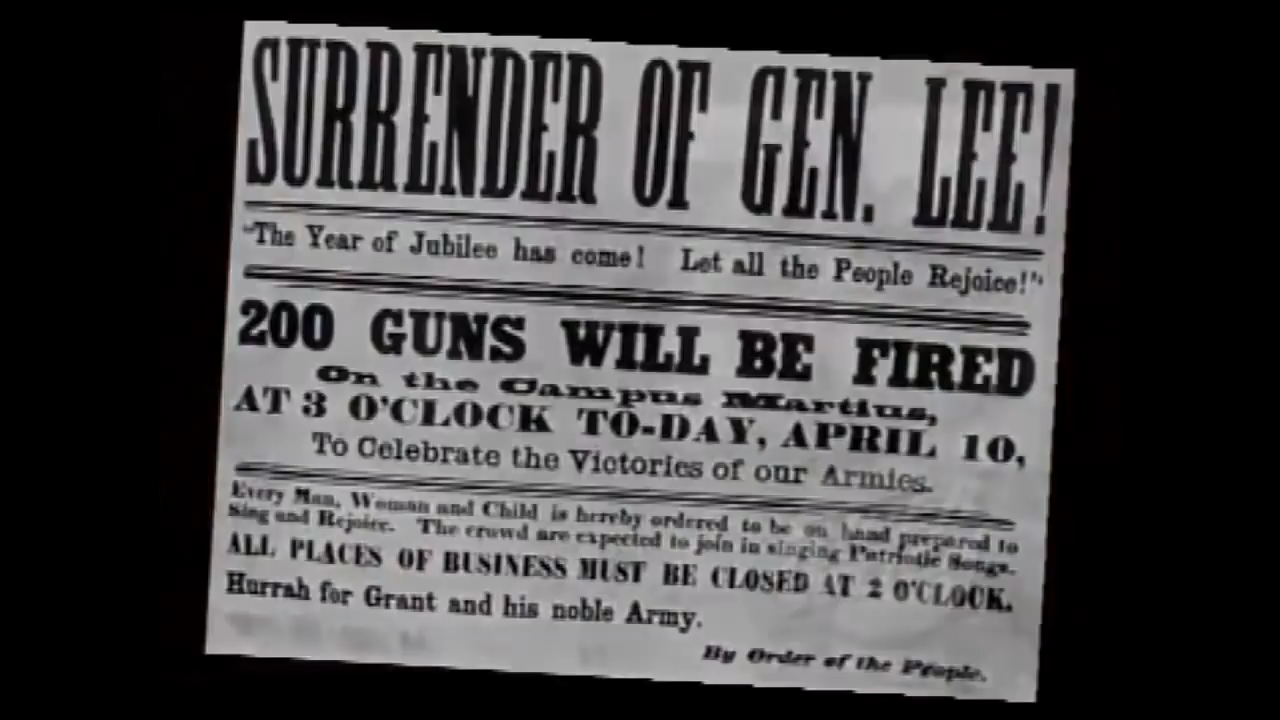 SURRENDER OF GEN. LEE!
"The Year of Jubilee has come! Let all the People Rejoice!"
200 GUNS WILL BE FIRED
On the Campus Martius,
AT 3 O'CLOCK TO-DAY, APRIL 10,
To Celebrate the Victories of our Armies.
Every Man, Woman and Child is hereby ordered to be on hand prepared to
Sing and Rejoice. The crowd are expected to join in singing Patriotic Songs.
ALL PLACES OF BUSINESS MUST BE CLOSED AT 2 O'CLOCK.
Hurrah for Grant and his noble Army.
By Order of the People.